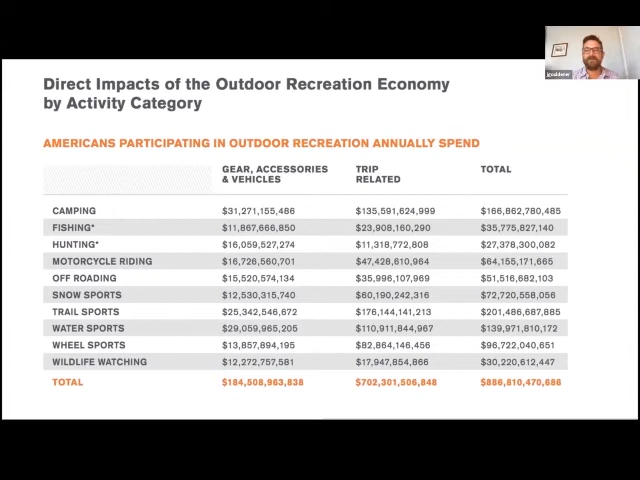 Direct Impacts of the Outdoor Recreation Economy
by Activity Category
AMERICANS PARTICIPATING IN OUTDOOR RECREATION ANNUALLY SPEND
GEAR, ACCESSORIES & VEHICLES TRIP RELATED TOTAL
CAMPING $31,271,155,486 $135,591,624,999 $166,862,780,485
FISHING* $11,867,666,850 $23,908,160,290 $35,775,827,140
HUNTING* $16,059,527,274 $11,318,772,808 $27,378,300,082
MOTORCYCLE RIDING $16,726,560,701 $47,428,610,964 $64,155,171,665
OFF ROADING $15,520,574,134 $35,996,107,969 $51,516,682,103
SNOW SPORTS $12,530,315,740 $60,190,242,316 $72,720,558,056
TRAIL SPORTS $25,342,546,672 $176,144,141,213 $201,486,687,885
WATER SPORTS $29,059,965,205 $110,911,844,967 $139,971,810,172
WHEEL SPORTS $13,857,894,195 $82,864,146,456 $96,722,040,651
WILDLIFE WATCHING $12,272,757,581 $17,947,854,866 $30,220,612,447
TOTAL $184,508,963,838 $702,301,506,848 $886,810,470,686